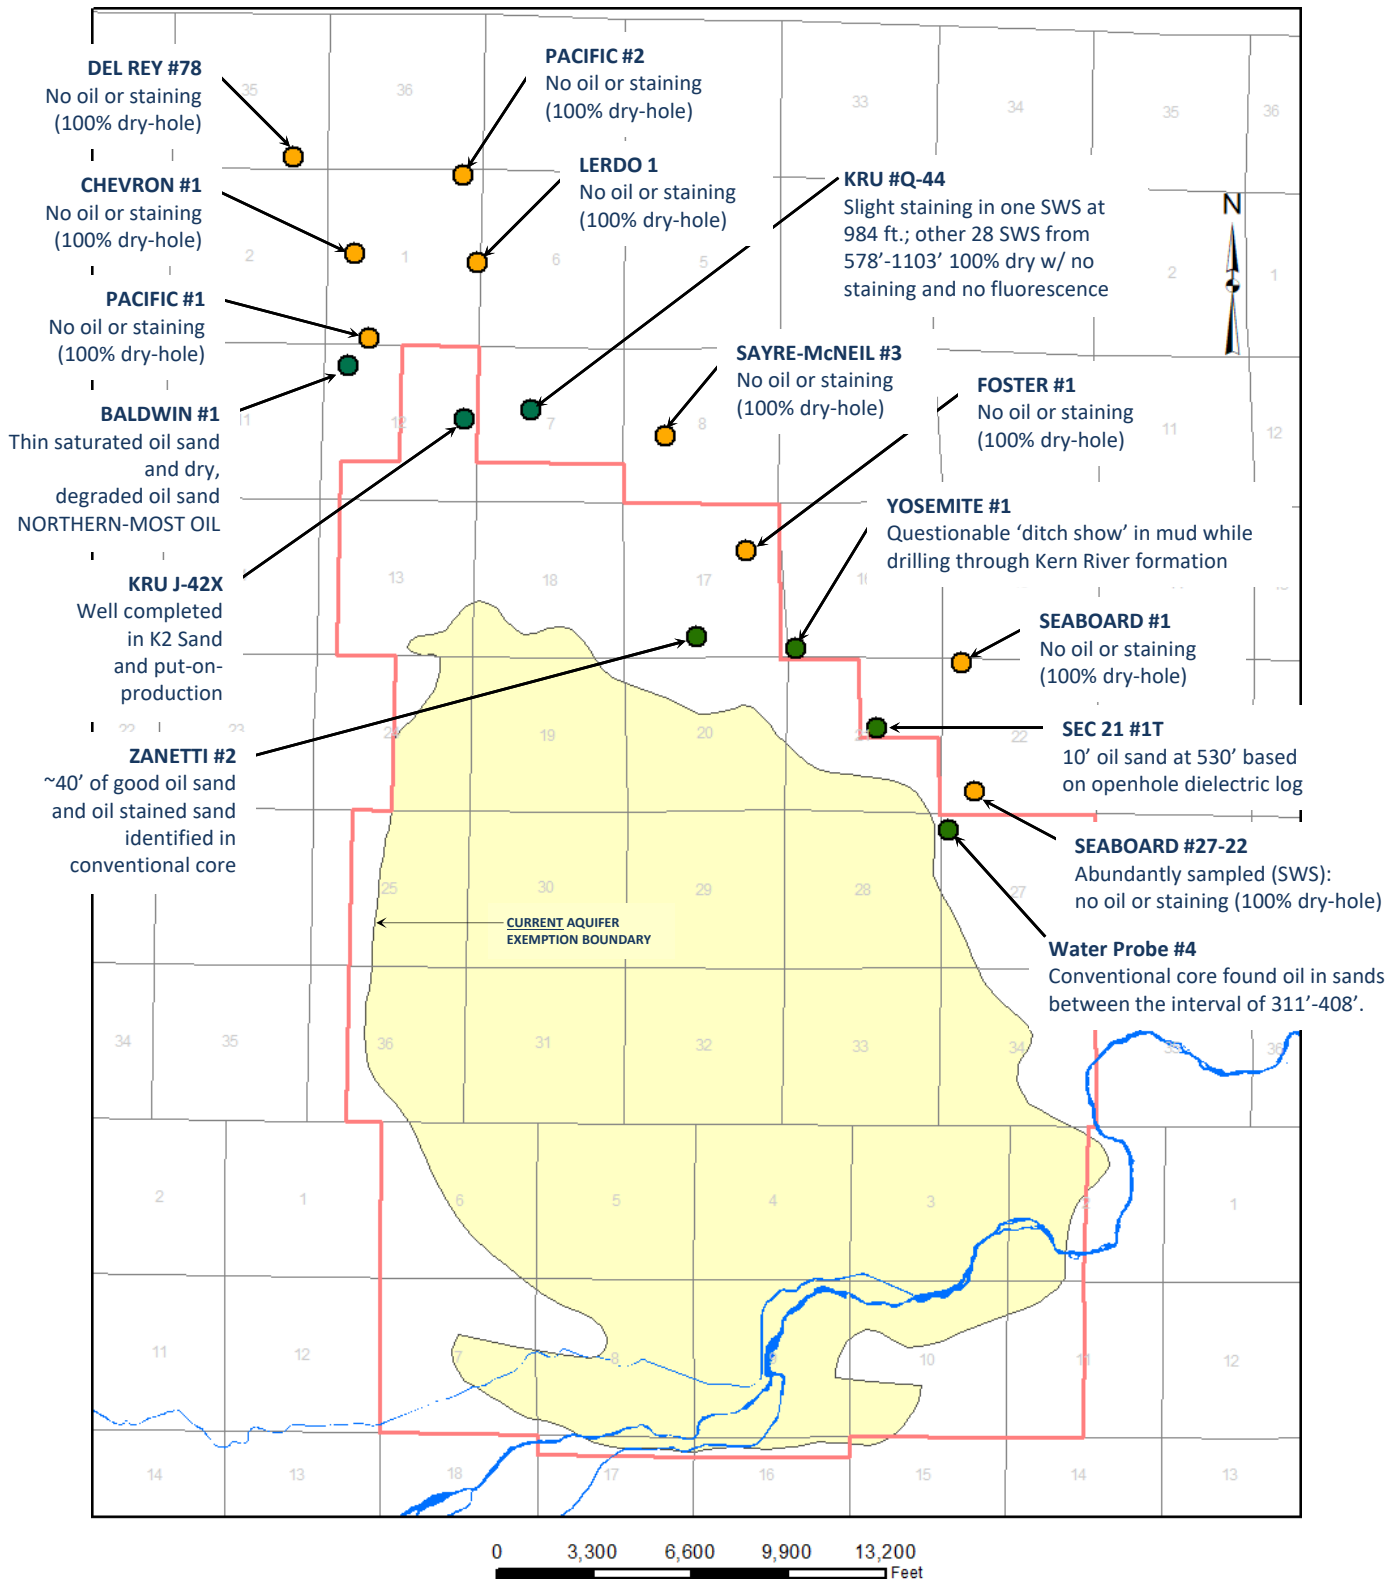 35
36
33
34
35
36
DEL REY #78
No oil or staining
(100% dry-hole)
PACIFIC #2
No oil or staining
(100% dry-hole)
LERDO 1
No oil or staining
(100% dry-hole)
CHEVRON #1
No oil or staining
(100% dry-hole)
KRU #Q-44
Slight staining in one SWS at
984 ft.; other 28 SWS from
578’-1103’ 100% dry w/ no
staining and no fluorescence
N
2
1
6
5
2
1
PACIFIC #1
No oil or staining
(100% dry-hole)
SAYRE-McNEIL #3
No oil or staining
(100% dry-hole)
FOSTER #1
No oil or staining
(100% dry-hole)
BALDWIN #1
Thin saturated oil sand
and dry,
degraded oil sand
NORTHERN-MOST OIL
12
7
8
11
12
YOSEMITE #1
Questionable ‘ditch show’ in mud while
drilling through Kern River formation
KRU J-42X
Well completed
in K2 Sand
and put-on-
production
13
18
17
SEABOARD #1
No oil or staining
(100% dry-hole)
ZANETTI #2
~40’ of good oil sand
and oil stained sand
identified in
conventional core
19
20
22
SEC 21 #1T
10’ oil sand at 530’ based
on openhole dielectric log
SEABOARD #27-22
Abundantly sampled (SWS):
no oil or staining (100% dry-hole)
25
30
29
28
27
CURRENT AQUIFER
EXEMPTION BOUNDARY
Water Probe #4
Conventional core found oil in sands
between the interval of 311’-408’.
34
35
36
31
32
33
34
35
36
2
1
6
5
4
3
2
1
11
12
7
8
9
10
11
12
14
13
18
17
16
15
14
13
0 3,300 6,600 9,900 13,200
Feet